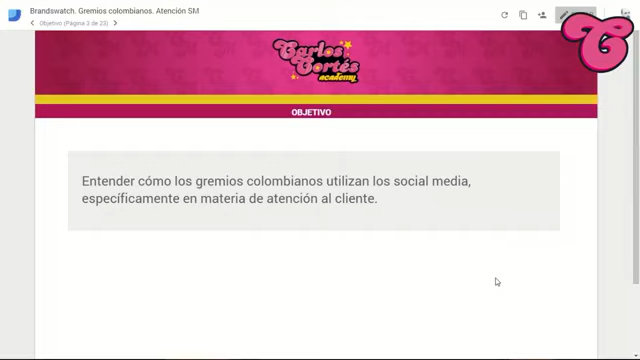 Brandswatch. Gremios colombianos. Atención SM
Objetivo (Página 3 de 23)
Carlos
Cortés
academy
OBJETIVO
Entender cómo los gremios colombianos utilizan los social media,
específicamente en materia de atención al cliente.